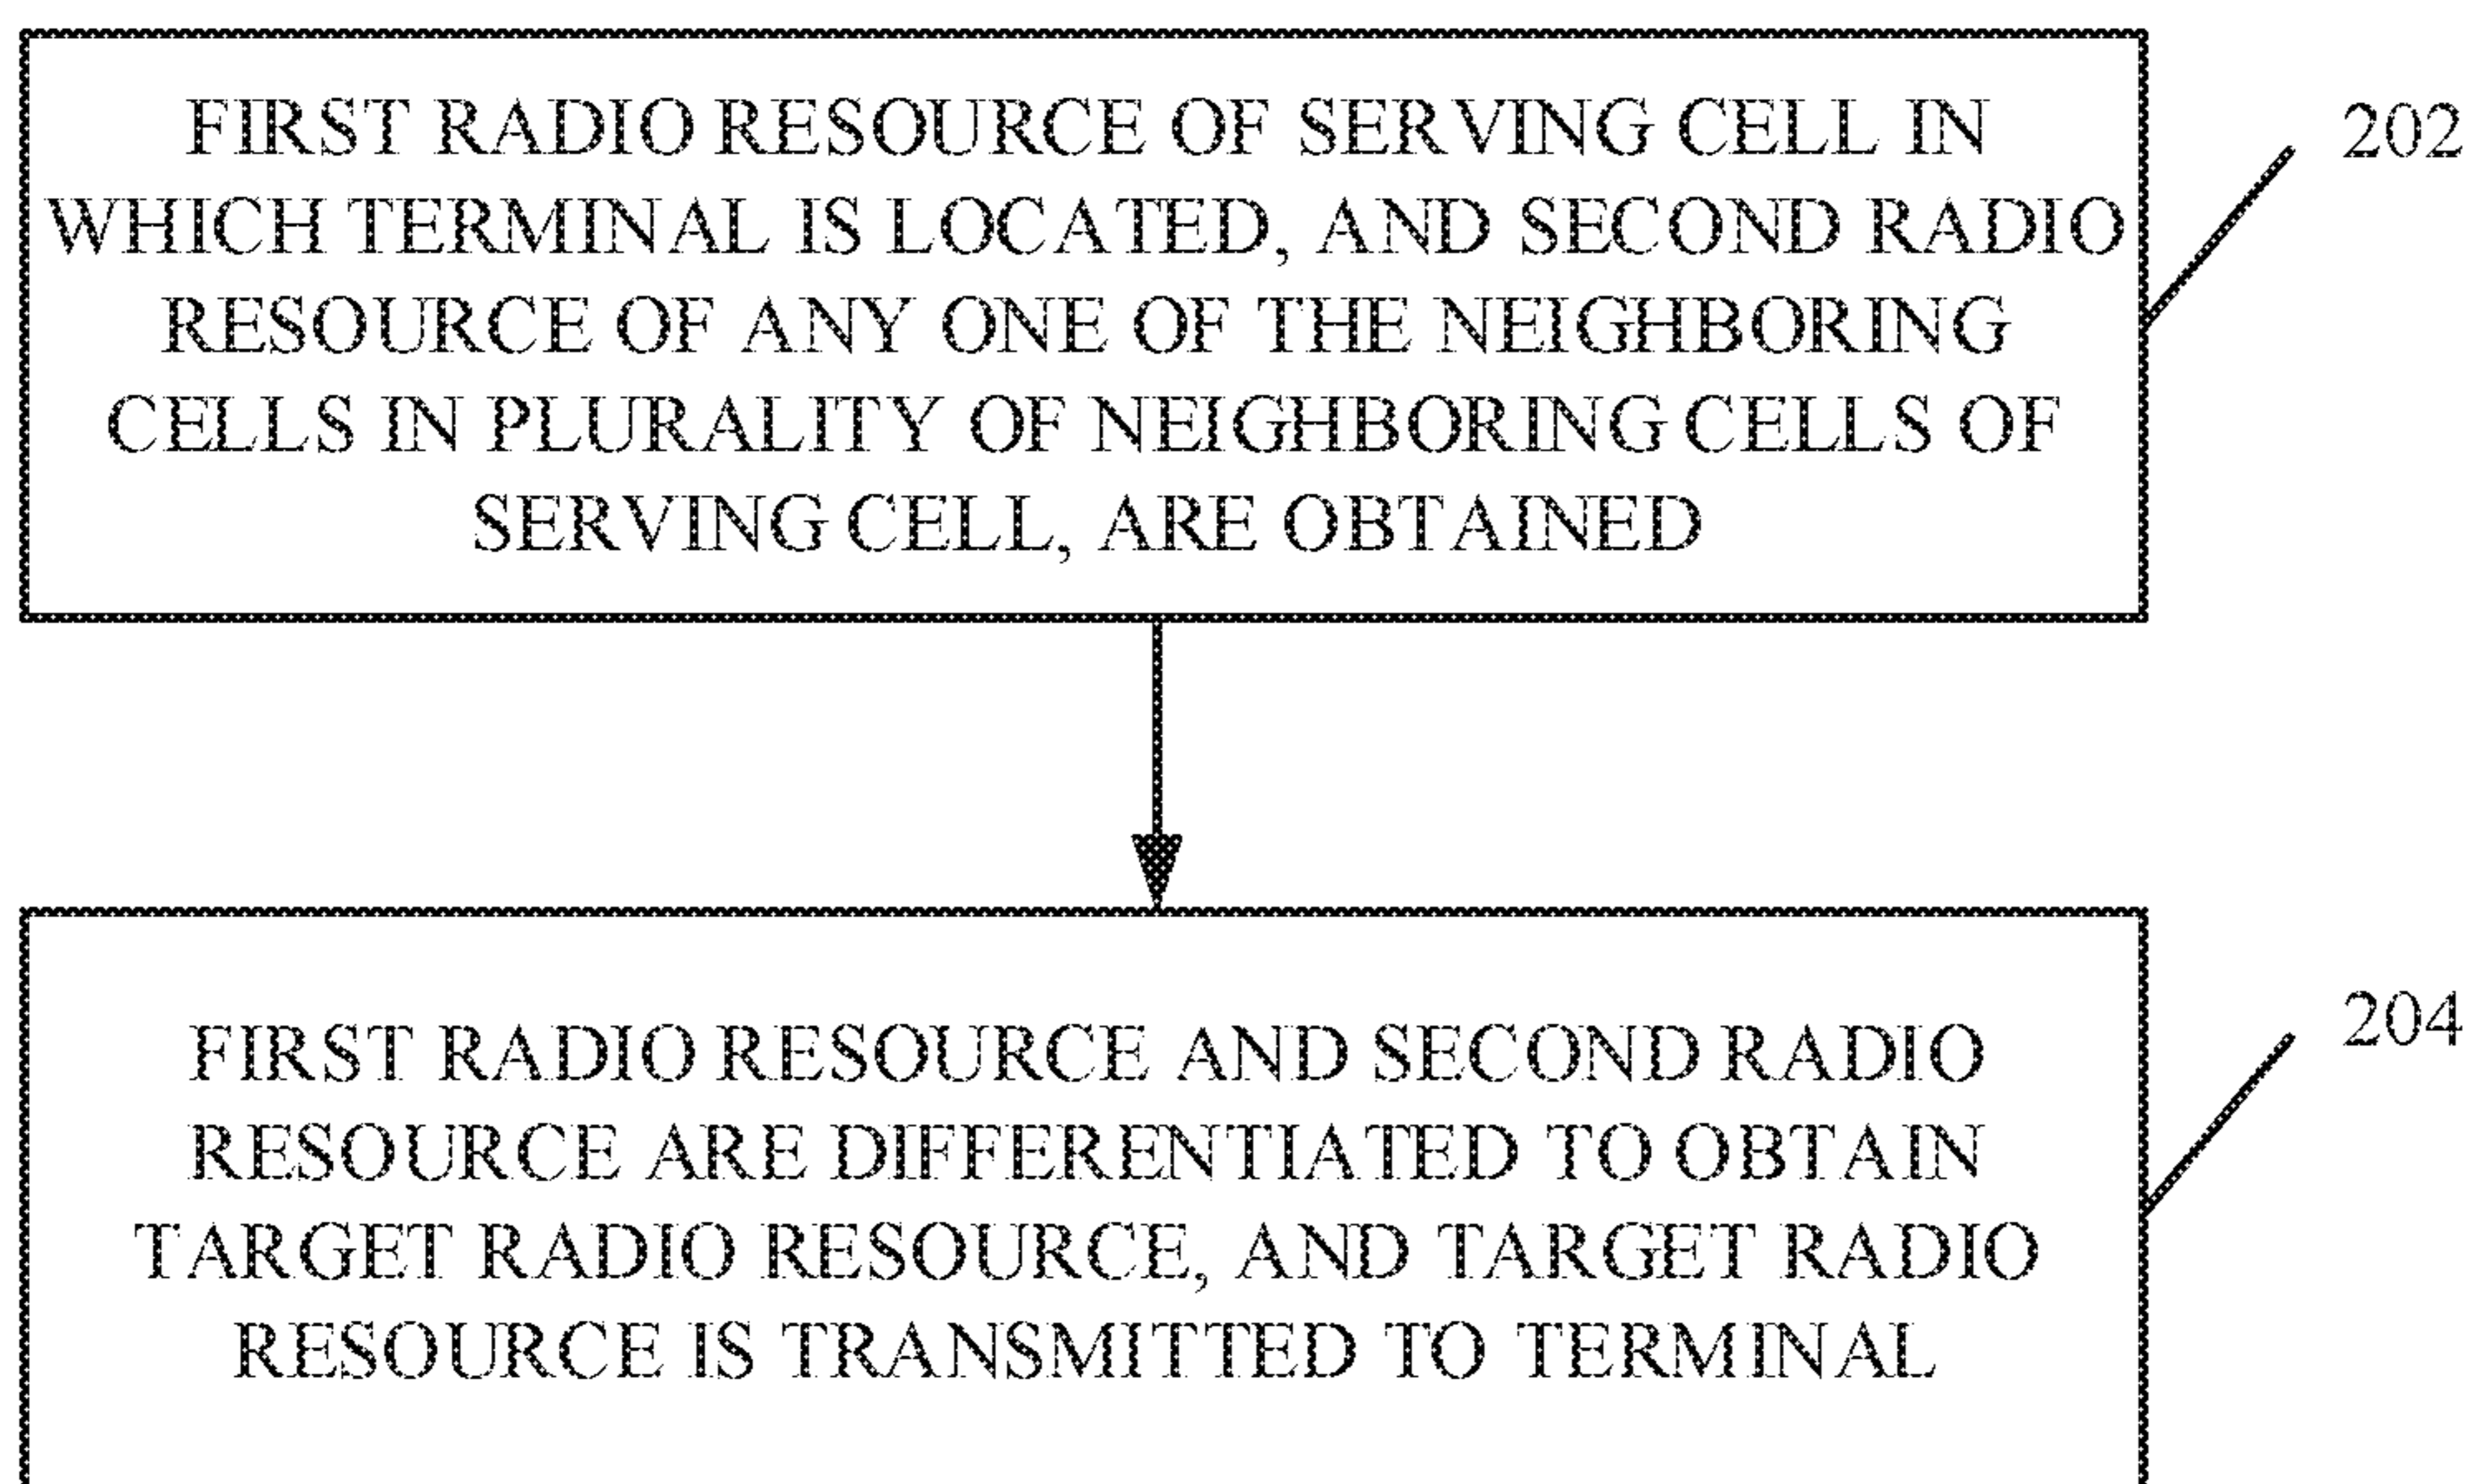 FIRST RADIO RESOURCE OF SERVING CELL IN
WHICH TERMINAL IS LOCATED, AND SECOND RADIO
RESOURCE OF ANY ONE OF THE NEIGHBORING
CELLS IN PLURALITY OF NEIGHBORING CELLS OF
SERVING CELL, ARE OBTAINED
202
FIRST RADIO RESOURCE AND SECOND RADIO
RESOURCE ARE DIFFERENTIATED TO OBTAIN
TARGET RADIO RESOURCE, AND TARGET RADIO
RESOURCE IS TRANSMITTED TO TERMINAL
204